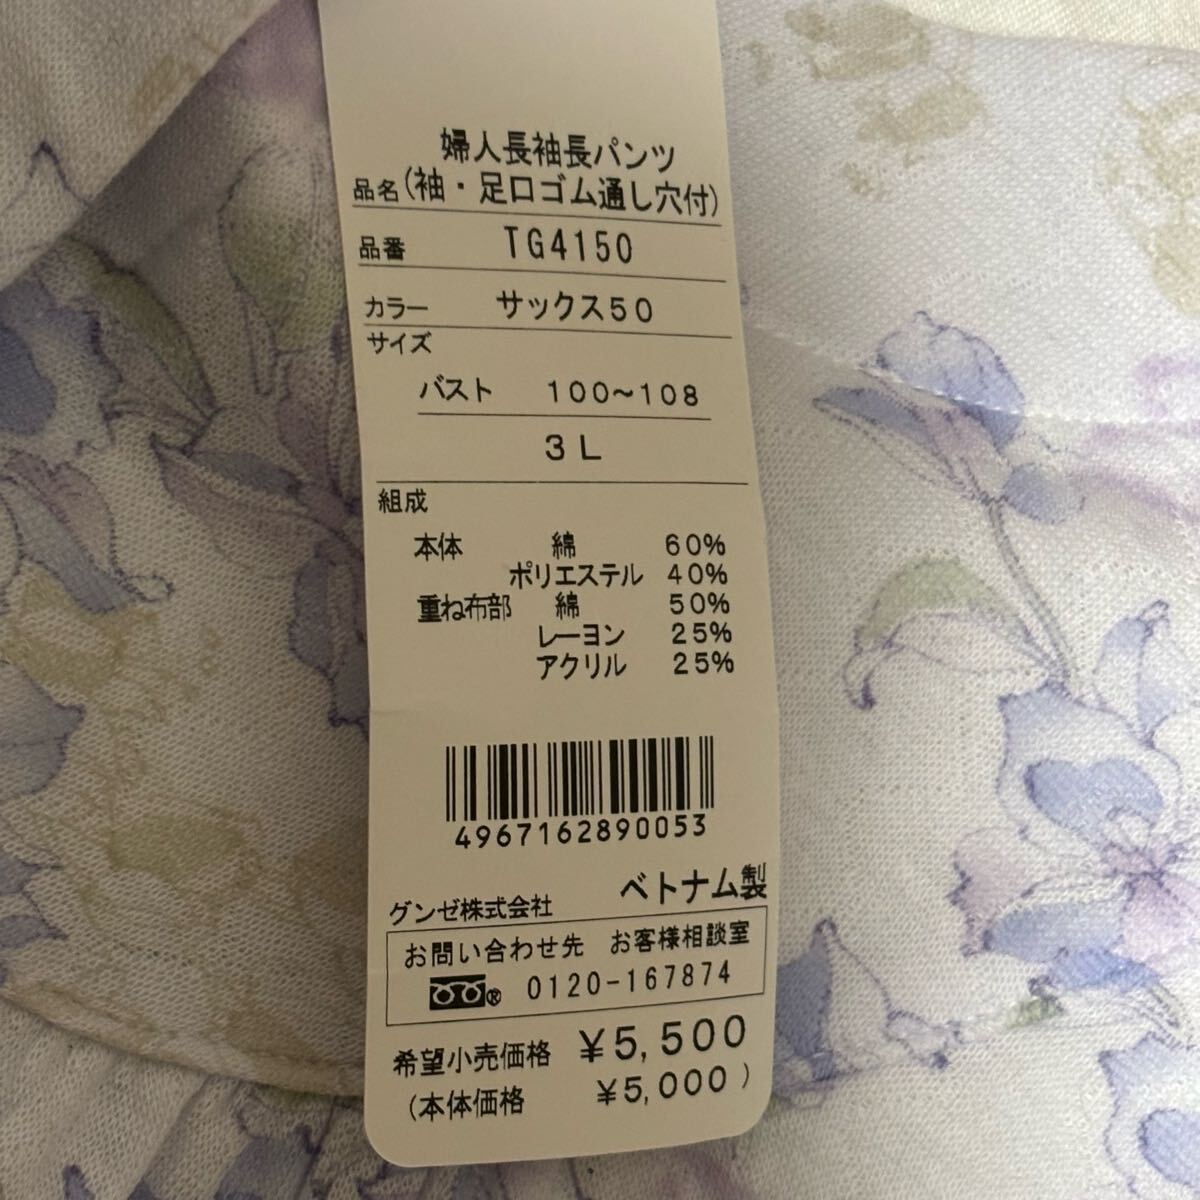 婦人長袖長パンツ
品名(袖・足口ゴム通し穴付)
品番 TG4150
カラー サックス50
サイズ
バスト 100~108
3L
組成
本体 綿 60%
ポリエステル 40%
重ね布部 綿 50%
レーヨン 25%
アクリル 25%
4967162890053
グンゼ株式会社 ベトナム製
お問い合わせ先 お客様相談室
® 0120-167874
希望小売価格 ¥5,500
(本体価格 ¥5,000)